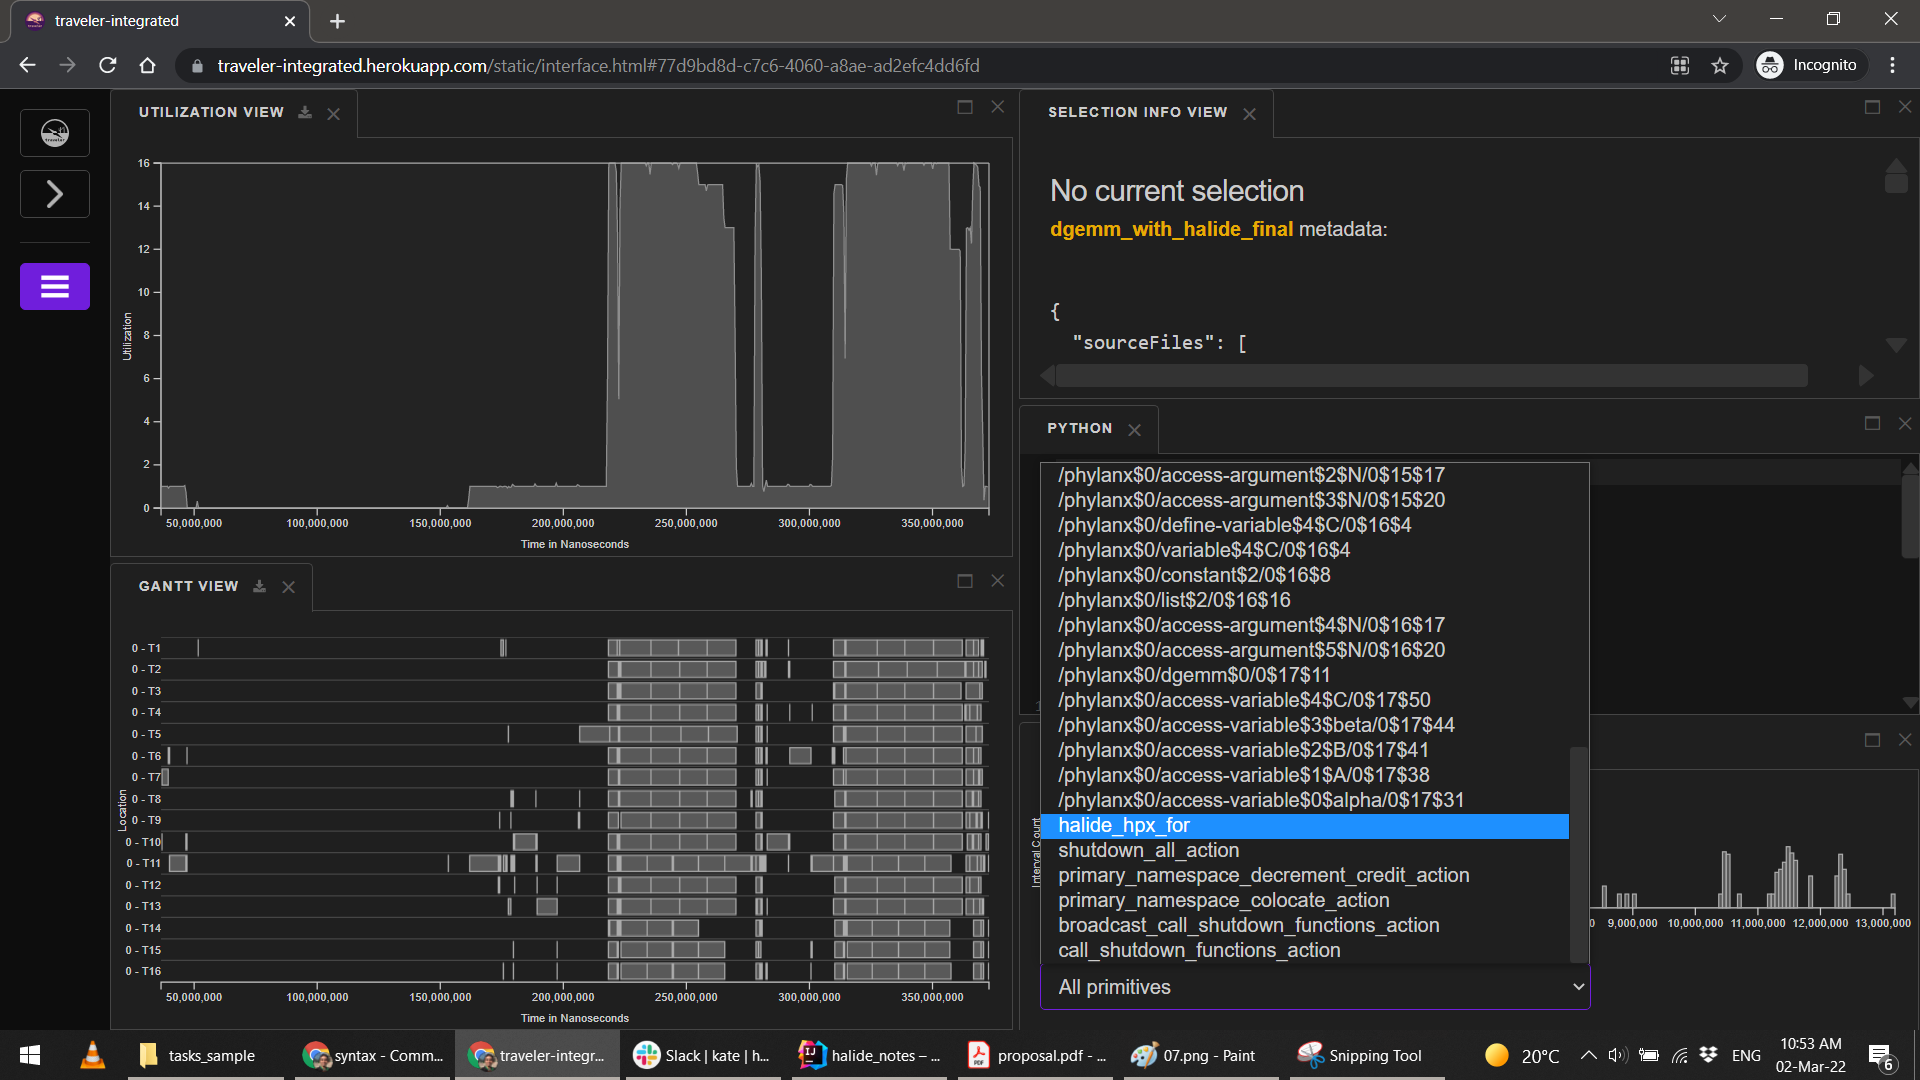 traveler-integrated
traveler-integrated.herokuapp.com/static/interface.html#77d9bd8d-c7c6-4060-a8ae-ad2efc4dd6fd
Incognito
UTILIZATION VIEW
16
14
12
10
8
6
4
2
0
Utilization
50,000,000 100,000,000 150,000,000 200,000,000 250,000,000 300,000,000 350,000,000
Time in Nanoseconds
GANTT VIEW
0 - T1
0 - T2
0 - T3
0 - T4
0 - T5
0 - T6
0 - T7
0 - T8
0 - T9
0 - T10
0 - T11
0 - T12
0 - T13
0 - T14
0 - T15
0 - T16
Location
50,000,000 100,000,000 150,000,000 200,000,000 250,000,000 300,000,000 350,000,000
Time in Nanoseconds
SELECTION INFO VIEW
No current selection
dgemm_with_halide_final metadata:
{
"sourceFiles": [
PYTHON
/phylanx$0/access-argument$2$N/0$15$17
/phylanx$0/access-argument$3$N/0$15$20
/phylanx$0/define-variable$4$C/0$16$4
/phylanx$0/variable$4$C/0$16$4
/phylanx$0/constant$2/0$16$8
/phylanx$0/list$2/0$16$16
/phylanx$0/access-argument$4$N/0$16$17
/phylanx$0/access-argument$5$N/0$16$20
/phylanx$0/dgemm$0/0$17$11
/phylanx$0/access-variable$4$C/0$17$50
/phylanx$0/access-variable$3$beta/0$17$44
/phylanx$0/access-variable$2$B/0$17$41
/phylanx$0/access-variable$1$A/0$17$38
/phylanx$0/access-variable$0$alpha/0$17$31
halide_hpx_for
shutdown_all_action
primary_namespace_decrement_credit_action
primary_namespace_colocate_action
broadcast_call_shutdown_functions_action
call_shutdown_functions_action
All primitives
Interval Count
0 9,000,000 10,000,000 11,000,000 12,000,000 13,000,000
tasks_sample
syntax - Comm...
traveler-integr...
Slack | kate | h...
halide_notes – ...
proposal.pdf - ...
07.png - Paint
Snipping Tool
20°C
ENG
10:53 AM
02-Mar-22
6